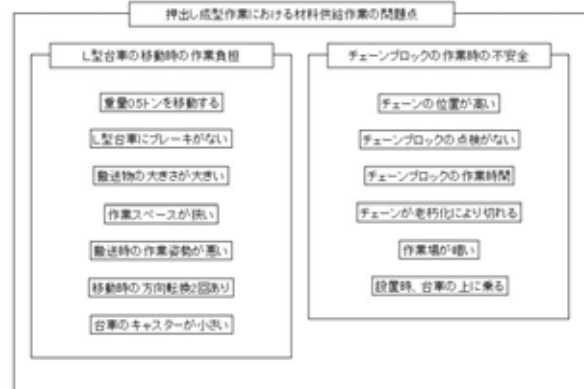 押出し成型作業における材料供給作業の問題点
L型台車の移動時の作業負担
重量0.5トンを移動する
L型台車にブレーキがない
搬送物の大きさが大きい
作業スペースが狭い
搬送時の作業姿勢が悪い
移動時の方向転換2回あり
台車のキャスターが小さい
チェーンブロックの作業時の不安全
チェーンの位置が高い
チェーンブロックの点検がない
チェーンブロックの作業時間
チェーンが老朽化により切れる
作業場が暗い
設置時、台車の上に乗る